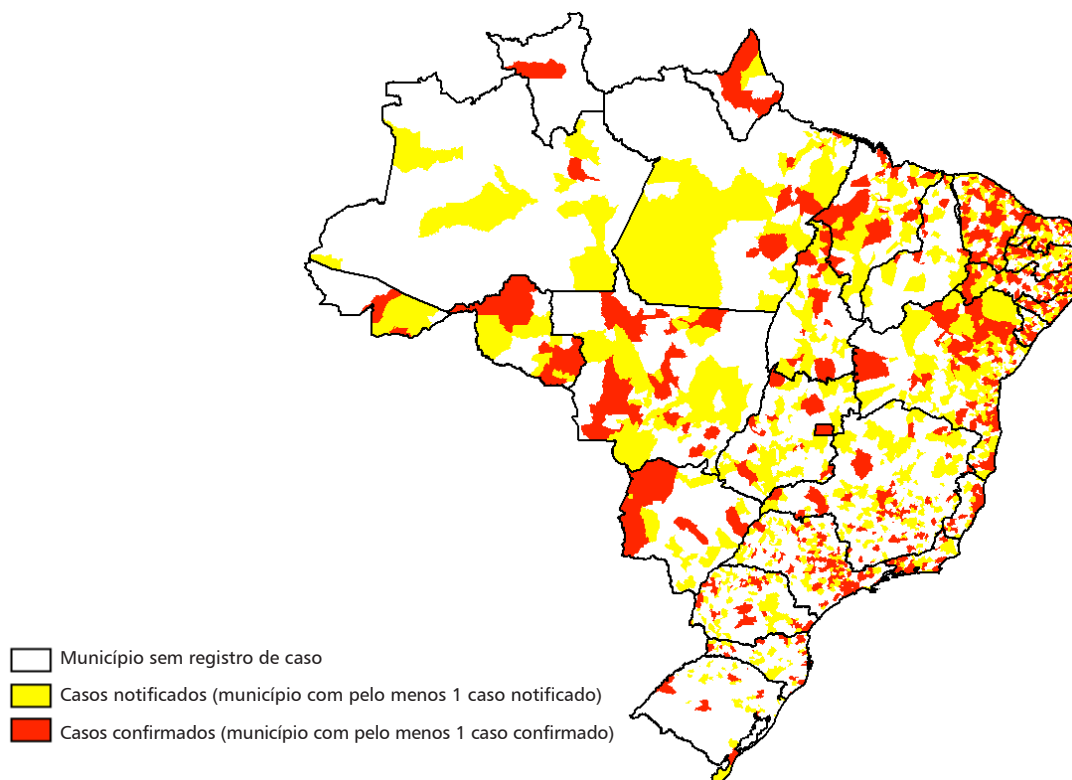 Município sem registro de caso
Casos notificados (município com pelo menos 1 caso notificado)
Casos confirmados (município com pelo menos 1 caso confirmado)